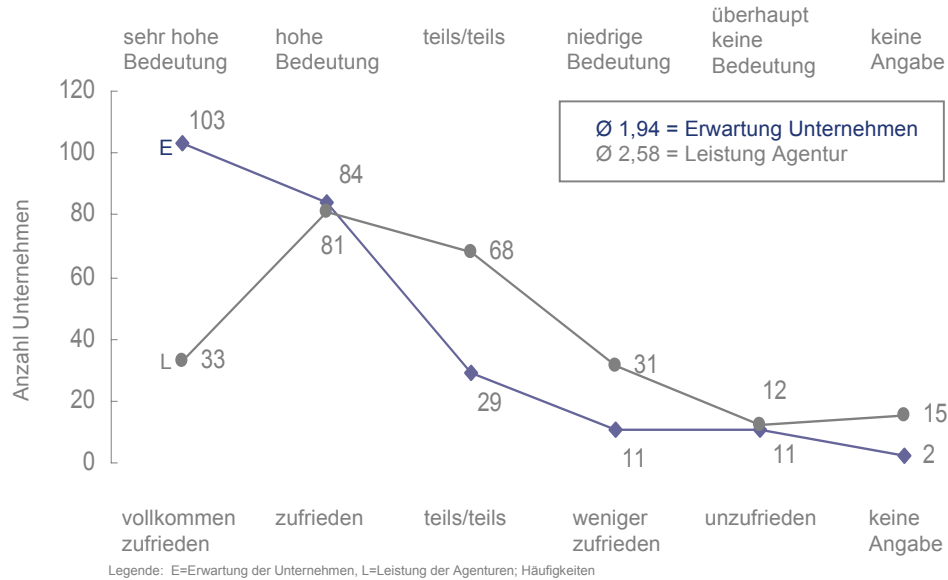 sehr hohe
Bedeutung
hohe
Bedeutung
teils/teils
niedrige
Bedeutung
überhaupt
keine
Bedeutung
keine
Angabe
Anzahl Unternehmen
120
100
80
60
40
20
0
Ø 1,94 = Erwartung Unternehmen
Ø 2,58 = Leistung Agentur
E
103
84
29
11
11
2
L
33
81
68
31
12
15
vollkommen
zufrieden
zufrieden
teils/teils
weniger
zufrieden
unzufrieden
keine
Angabe
Legende: E=Erwartung der Unternehmen, L=Leistung der Agenturen; Häufigkeiten